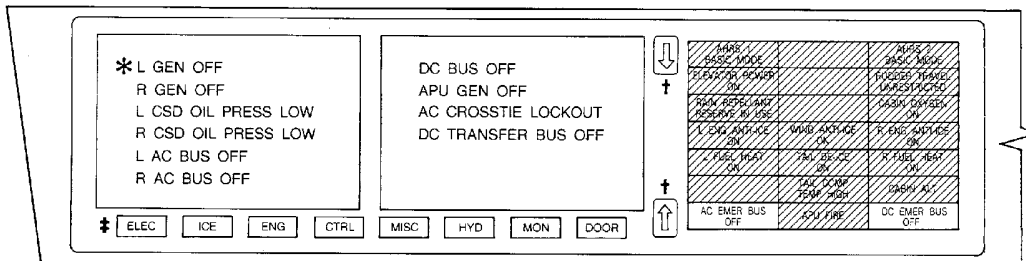 * L GEN OFF
R GEN OFF
L CSD OIL PRESS LOW
R CSD OIL PRESS LOW
L AC BUS OFF
R AC BUS OFF
DC BUS OFF
APU GEN OFF
AC CROSSTIE LOCKOUT
DC TRANSFER BUS OFF
‡ ELEC ICE ENG CTRL MISC HYD MON DOOR
†
†
AHRS 1 BASIC MODE
AHRS 2 BASIC MODE
ELEVATOR POWER ON
RUDDER TRAVEL UNRESTRICTED
RAIN REPELLANT RESERVE IN USE
CABIN OXYGEN ON
L ENG ANTI-ICE ON
WING ANTI-ICE ON
R ENG ANTI-ICE ON
L FUEL HEAT ON
TAIL DE-ICE ON
R FUEL HEAT ON
TAIL COMP TEMP HIGH
CABIN ALT
AC EMER BUS OFF
APU FIRE
DC EMER BUS OFF